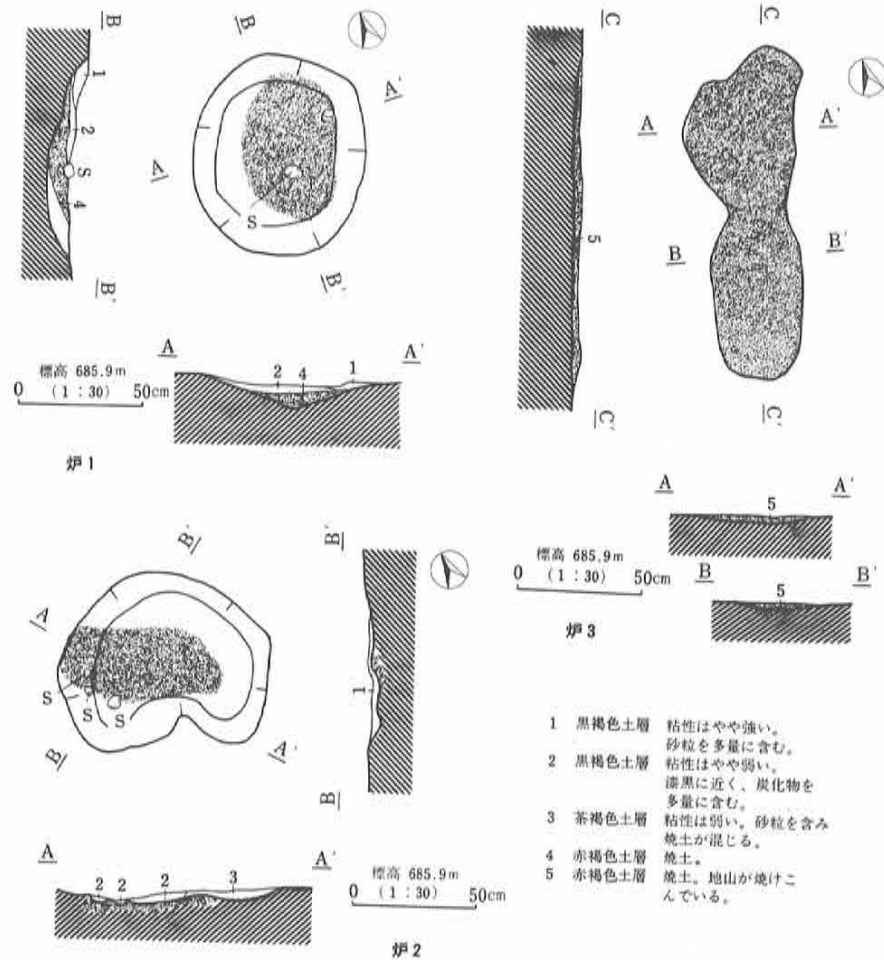 B
1
2
S
4
B'
B
A'
A
S
B'
A
A'
2 4 1
標高 685.9m
0 (1:30) 50cm
炉1
C
5
C'
C
A
A'
B
B'
C'
A
5
A'
B
5
B'
標高 685.9m
0 (1:30) 50cm
炉3
B'
A
S
S
S
B
A'
B'
1
B
A
2 2 2 3
A'
標高 685.9m
0 (1:30) 50cm
炉2
1 黒褐色土層 粘性はやや強い。
砂粒を多量に含む。
2 黒褐色土層 粘性はやや弱い。
漆黒に近く、炭化物を
多量に含む。
3 茶褐色土層 粘性は弱い。砂粒を含み
焼土が混じる。
4 赤褐色土層 焼土。
5 赤褐色土層 焼土。地山が焼けこ
んでいる。